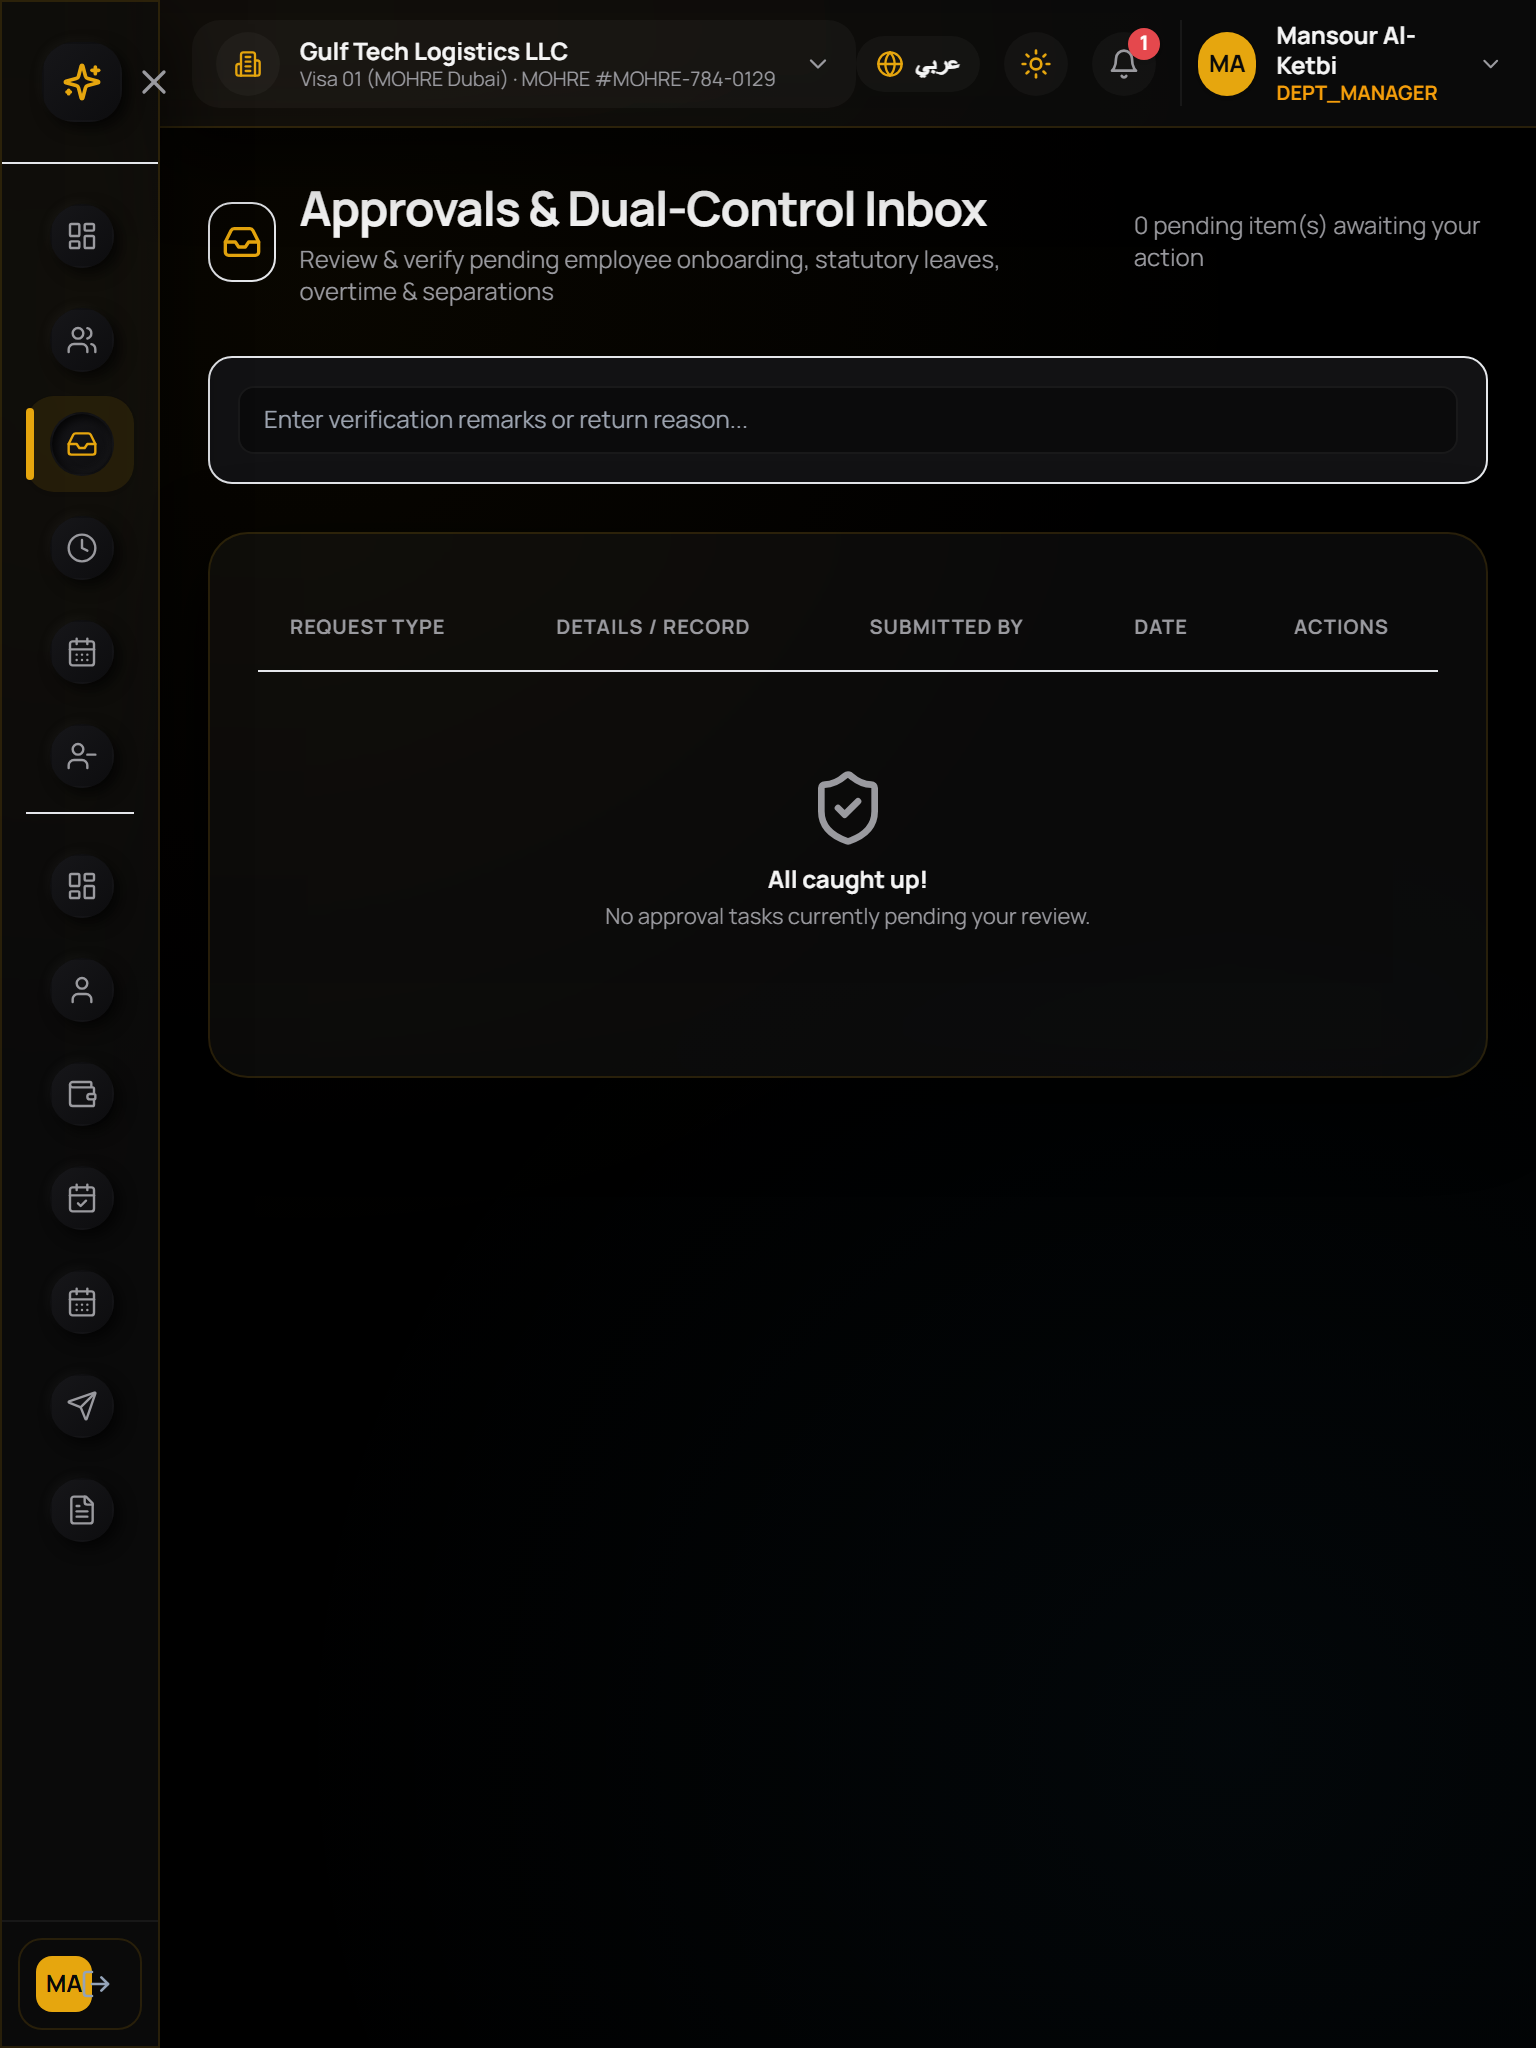 Gulf Tech Logistics LLC
Visa 01 (MOHRE Dubai) · MOHRE #MOHRE-784-0129
عربي
1
MA
Mansour Al-
Ketbi
DEPT_MANAGER
Approvals & Dual-Control Inbox
Review & verify pending employee onboarding, statutory leaves,
overtime & separations
0 pending item(s) awaiting your
action
Enter verification remarks or return reason...
REQUEST TYPE DETAILS / RECORD SUBMITTED BY DATE ACTIONS
All caught up!
No approval tasks currently pending your review.
MA